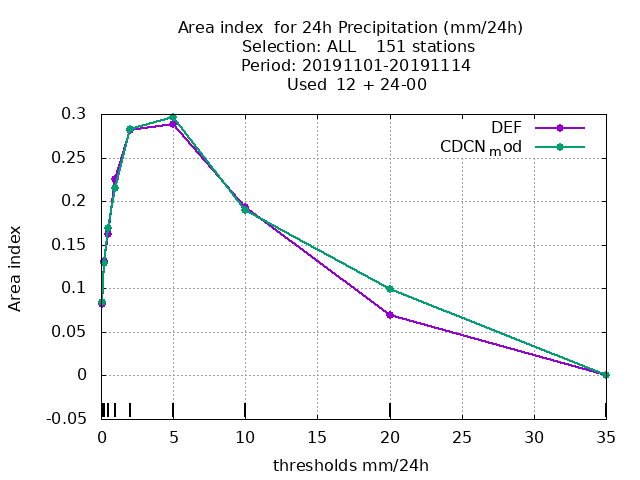 Area index  for 24h Precipitation (mm/24h)
Selection: ALL    151 stations
Period: 20191101-20191114
Used  12 + 24-00
DEF
CDCN_mod
0.3
0.25
0.2
0.15
0.1
0.05
0
-0.05
Area index
0 5 10 15 20 25 30 35
thresholds mm/24h